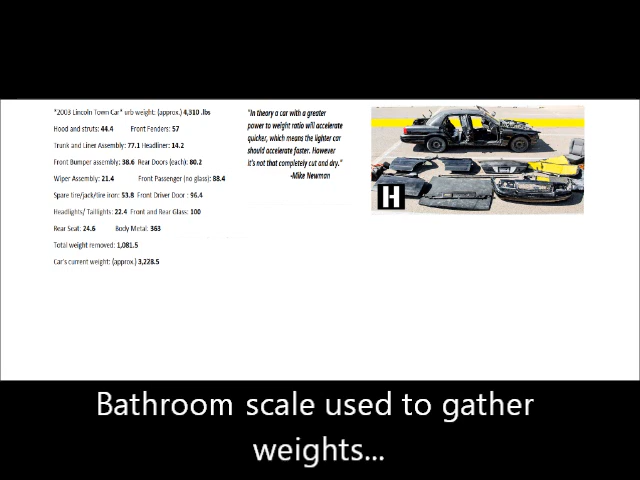 *2003 Lincoln Town Car* urb weight: (approx.) 4,310 .lbs
Hood and struts: 44.4 Front Fenders: 57
Trunk and Liner Assembly: 77.1 Headliner: 14.2
Front Bumper assembly: 38.6 Rear Doors (each): 80.2
Wiper Assembly: 21.4 Front Passenger (no glass): 88.4
Spare tire/jack/tire iron: 53.8 Front Driver Door : 96.4
Headlights/ Taillights: 22.4 Front and Rear Glass: 100
Rear Seat: 24.6 Body Metal: 363
Total weight removed: 1,081.5
Car's current weight: (approx.) 3,228.5
"In theory a car with a greater
power to weight ratio will accelerate
quicker, which means the lighter car
should accelerate faster. However
it's not that completely cut and dry."
-Mike Newman
H
Bathroom scale used to gather
weights...